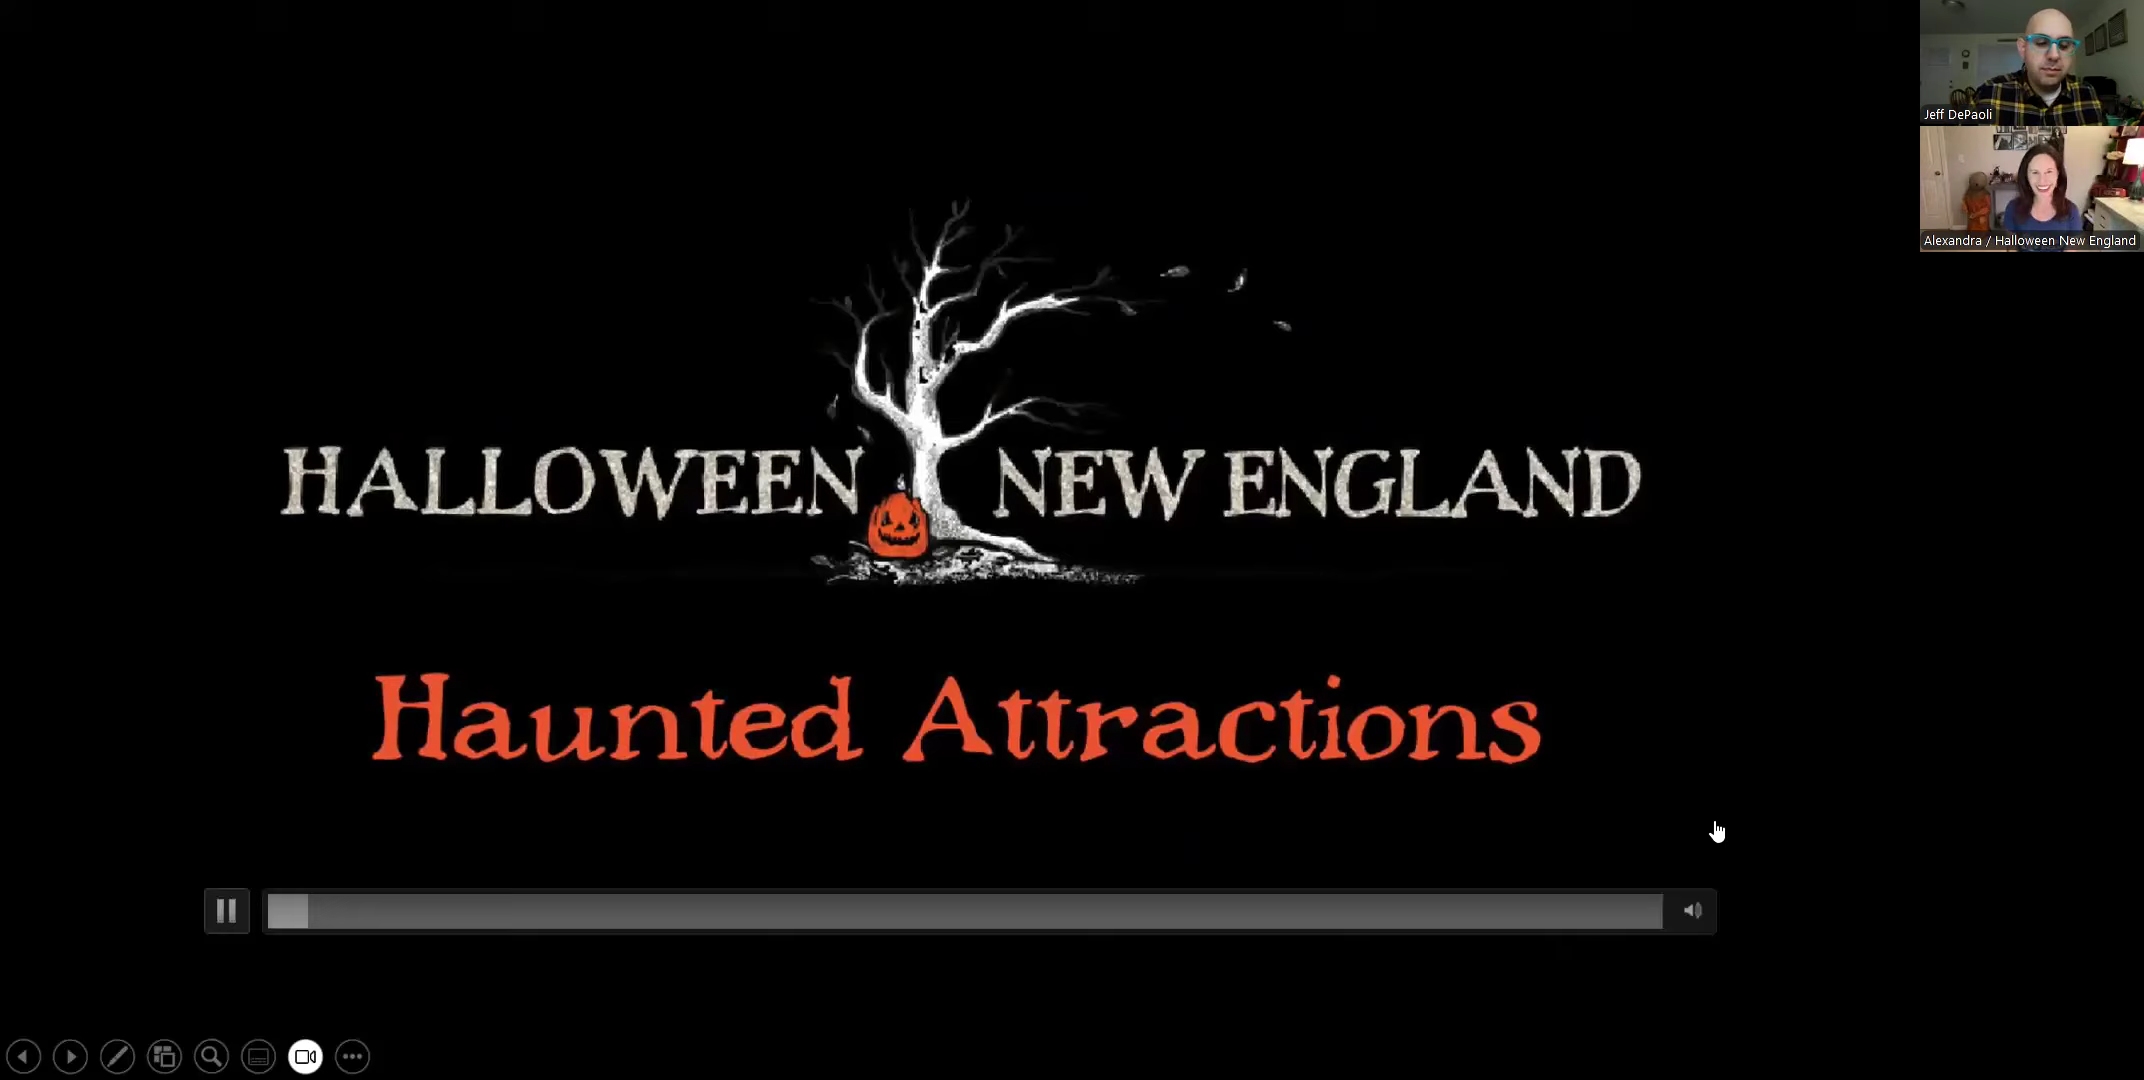 Jeff DePaoli
Alexandra / Halloween New England
HALLOWEEN NEW ENGLAND
Haunted Attractions